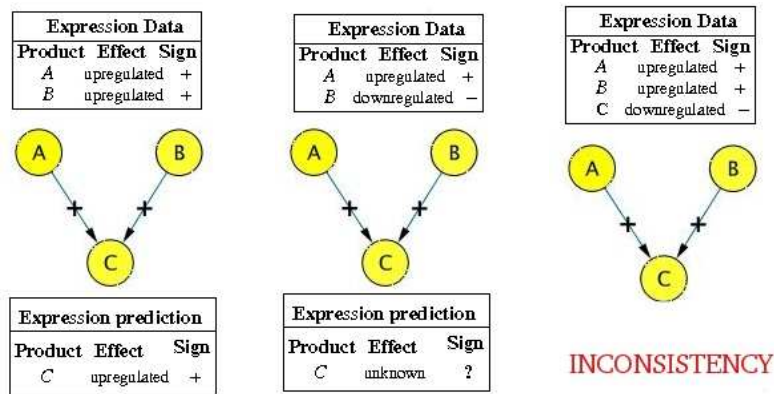 Expression Data
Product Effect Sign
A upregulated +
B upregulated +
A
B
+
+
C
Expression prediction
Product Effect Sign
C upregulated +
Expression Data
Product Effect Sign
A upregulated +
B downregulated −
A
B
+
+
C
Expression prediction
Product Effect Sign
C unknown ?
Expression Data
Product Effect Sign
A upregulated +
B upregulated +
C downregulated −
A
B
+
+
C
INCONSISTENCY